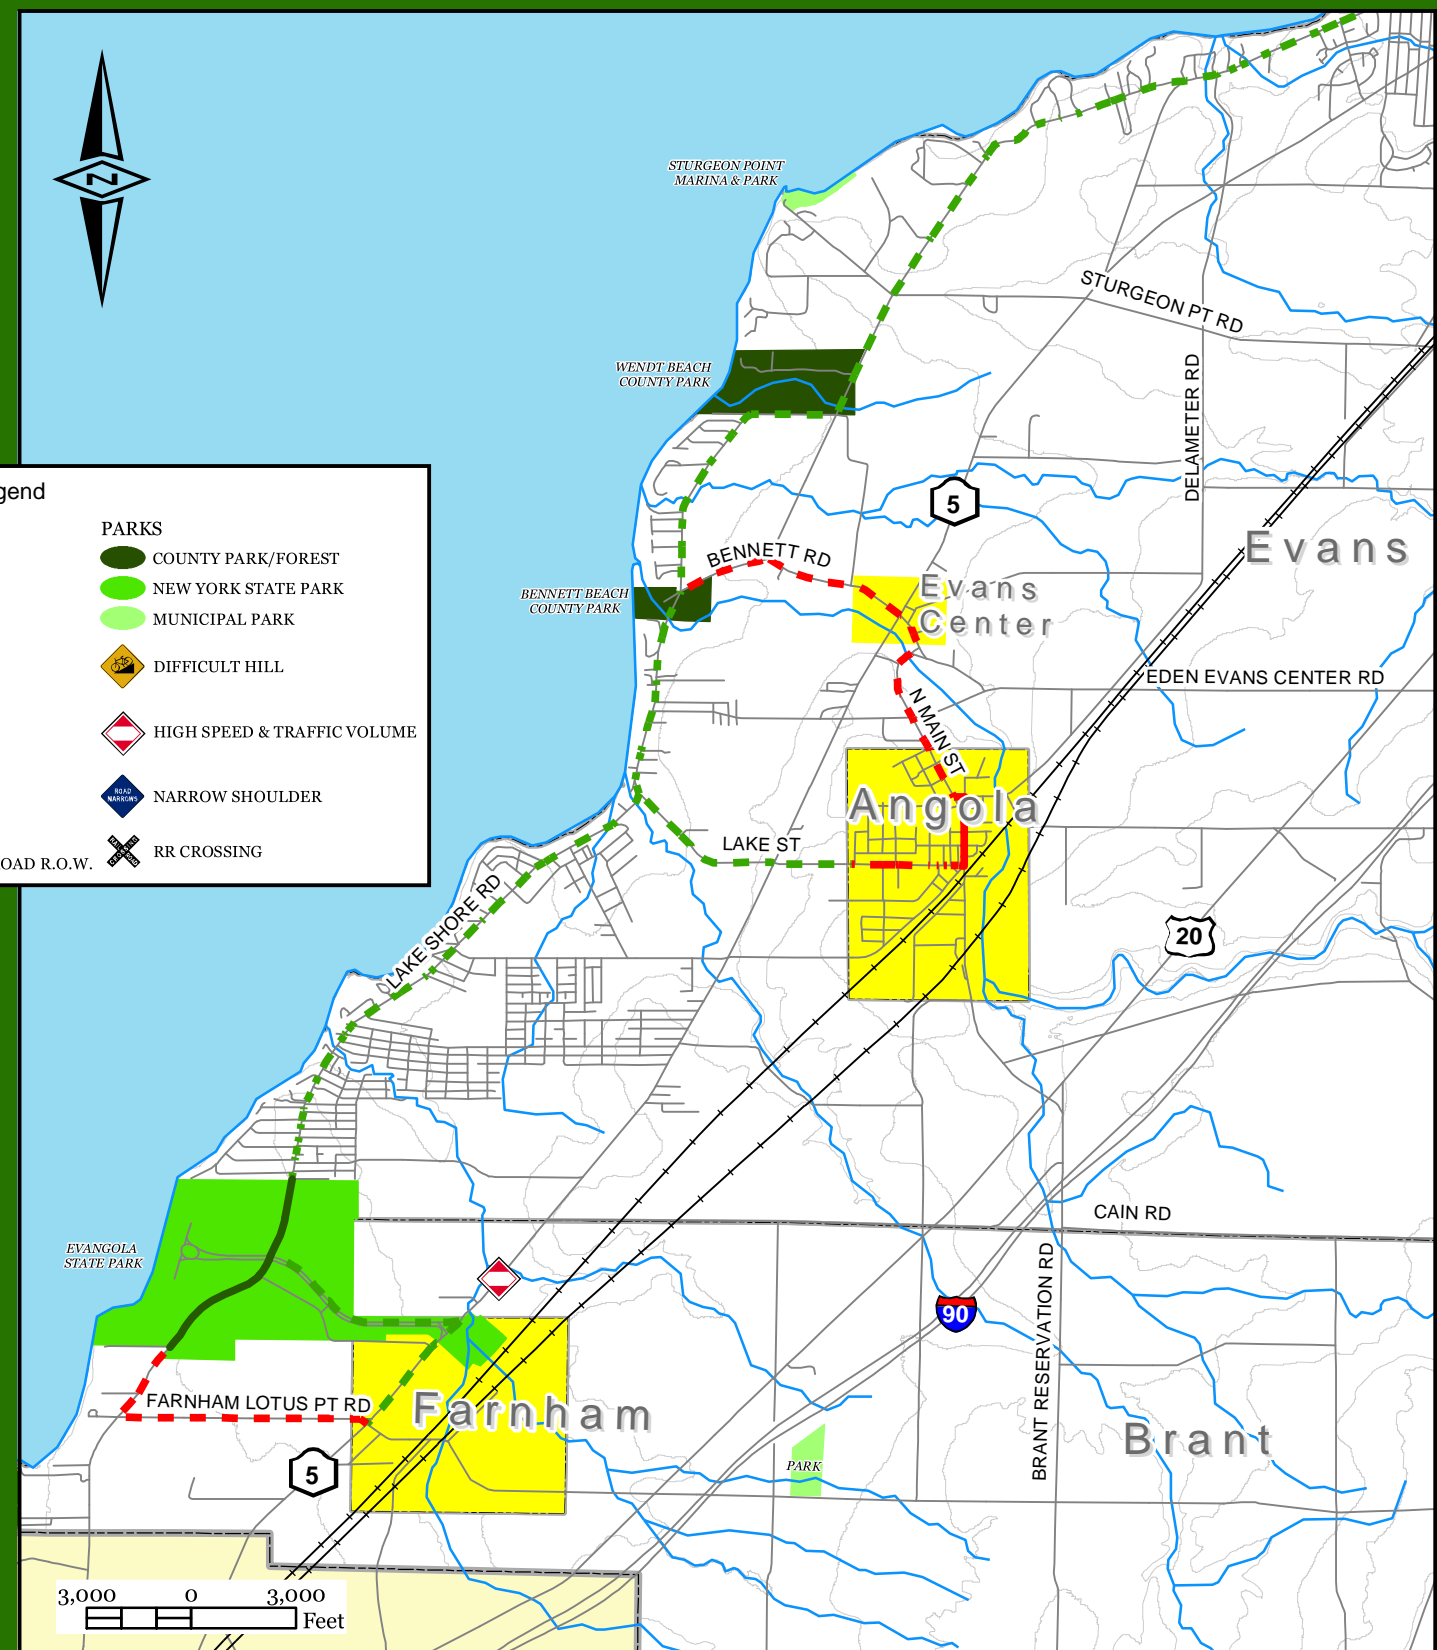 N
STURGEON POINT
MARINA & PARK
STURGEON PT RD
WENDT BEACH
COUNTY PARK
DELAMETER RD
5
Evans
BENNETT RD
Evans
Center
BENNETT BEACH
COUNTY PARK
EDEN EVANS CENTER RD
N MAIN ST
Angola
LAKE ST
LAKE SHORE RD
20
gend
PARKS
COUNTY PARK/FOREST
NEW YORK STATE PARK
MUNICIPAL PARK
DIFFICULT HILL
HIGH SPEED & TRAFFIC VOLUME
ROAD
NARROWS
NARROW SHOULDER
RR CROSSING
OAD R.O.W.
CAIN RD
EVANGOLA
STATE PARK
90
BRANT RESERVATION RD
FARNHAM LOTUS PT RD
Farnham
Brant
5
PARK
3,000 0 3,000
Feet